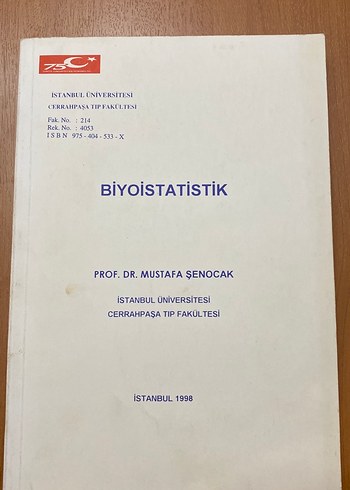 75
İSTANBUL ÜNİVERSİTESİ
CERRAHPAŞA TIP FAKÜLTESİ
Fak. No. : 214
Rek. No. : 4053
I S B N 975 - 404 - 533 - X
BİYOİSTATİSTİK
PROF. DR. MUSTAFA ŞENOCAK
İSTANBUL ÜNİVERSİTESİ
CERRAHPAŞA TIP FAKÜLTESİ
İSTANBUL 1998